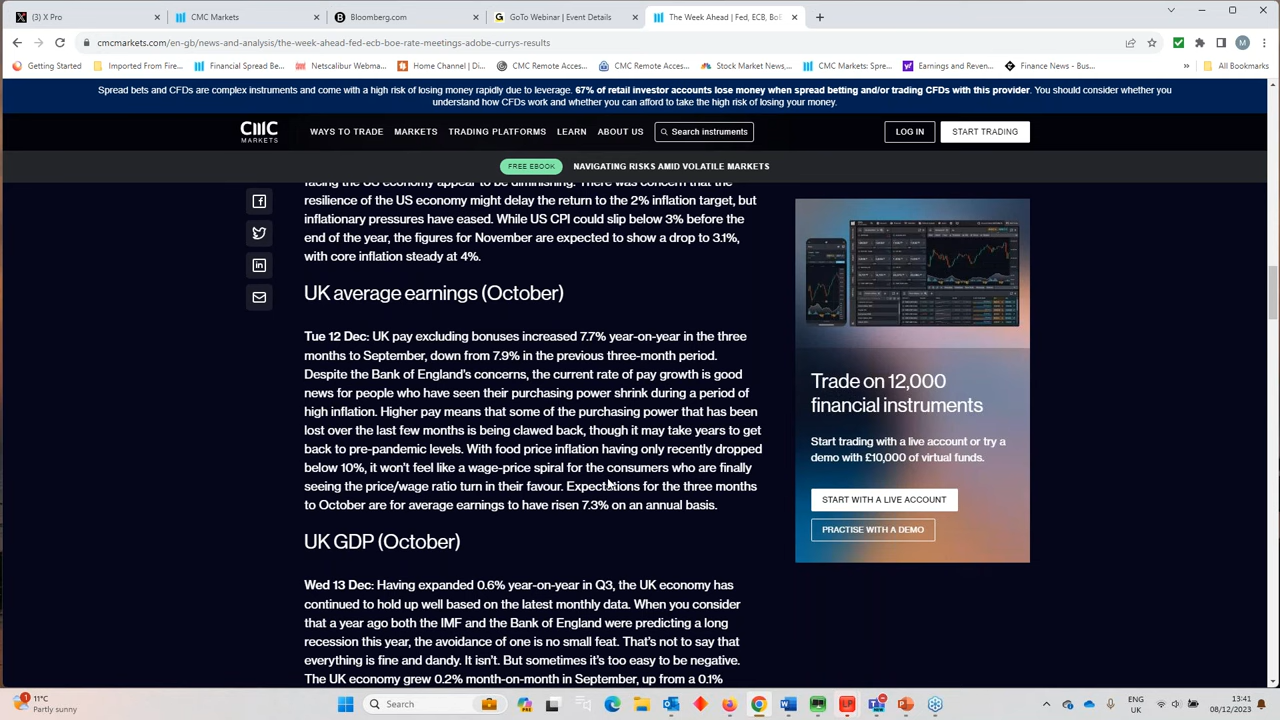 (3) X Pro
CMC Markets
Bloomberg.com
GoTo Webinar | Event Details
The Week Ahead | Fed, ECB, Bo
cmcmarkets.com/en-gb/news-and-analysis/the-week-ahead-fed-ecb-boe-rate-meetings-adobe-currys-results
M
Getting Started
Imported From Fire...
Financial Spread Be...
Netscalibur Webmab...
Home Channel | Di...
CMC Remote Acces...
CMC Remote Acces...
Stock Market News,...
CMC Markets: Spre...
Earnings and Reven...
Finance News - Bus...
»
All Bookmarks
Spread bets and CFDs are complex instruments and come with a high risk of losing money rapidly due to leverage. 67% of retail investor accounts lose money when spread betting and/or trading CFDs with this provider. You should consider whether you
understand how CFDs work and whether you can afford to take the high risk of losing your money.
CMC MARKETS
WAYS TO TRADE
MARKETS
TRADING PLATFORMS
LEARN
ABOUT US
Search instruments
LOG IN
START TRADING
FREE EBOOK
NAVIGATING RISKS AMID VOLATILE MARKETS
facing the US economy appear to be diminishing. There was concern that the
resilience of the US economy might delay the return to the 2% inflation target, but
inflationary pressures have eased. While US CPI could slip below 3% before the
end of the year, the figures for November are expected to show a drop to 3.1%,
with core inflation steady at 4%.
UK average earnings (October)
Tue 12 Dec: UK pay excluding bonuses increased 7.7% year-on-year in the three
months to September, down from 7.9% in the previous three-month period.
Despite the Bank of England's concerns, the current rate of pay growth is good
news for people who have seen their purchasing power shrink during a period of
high inflation. Higher pay means that some of the purchasing power that has been
lost over the last few months is being clawed back, though it may take years to get
back to pre-pandemic levels. With food price inflation having only recently dropped
below 10%, it won't feel like a wage-price spiral for the consumers who are finally
seeing the price/wage ratio turn in their favour. Expectations for the three months
to October are for average earnings to have risen 7.3% on an annual basis.
UK GDP (October)
Wed 13 Dec: Having expanded 0.6% year-on-year in Q3, the UK economy has
continued to hold up well based on the latest monthly data. When you consider
that a year ago both the IMF and the Bank of England were predicting a long
recession this year, the avoidance of one is no small feat. That's not to say that
everything is fine and dandy. It isn't. But sometimes it's too easy to be negative.
The UK economy grew 0.2% month-on-month in September, up from a 0.1%
Trade on 12,000
financial instruments
Start trading with a live account or try a
demo with £10,000 of virtual funds.
START WITH A LIVE ACCOUNT
PRACTISE WITH A DEMO
11°C
Partly sunny
Search
ENG
UK
13:41
08/12/2023